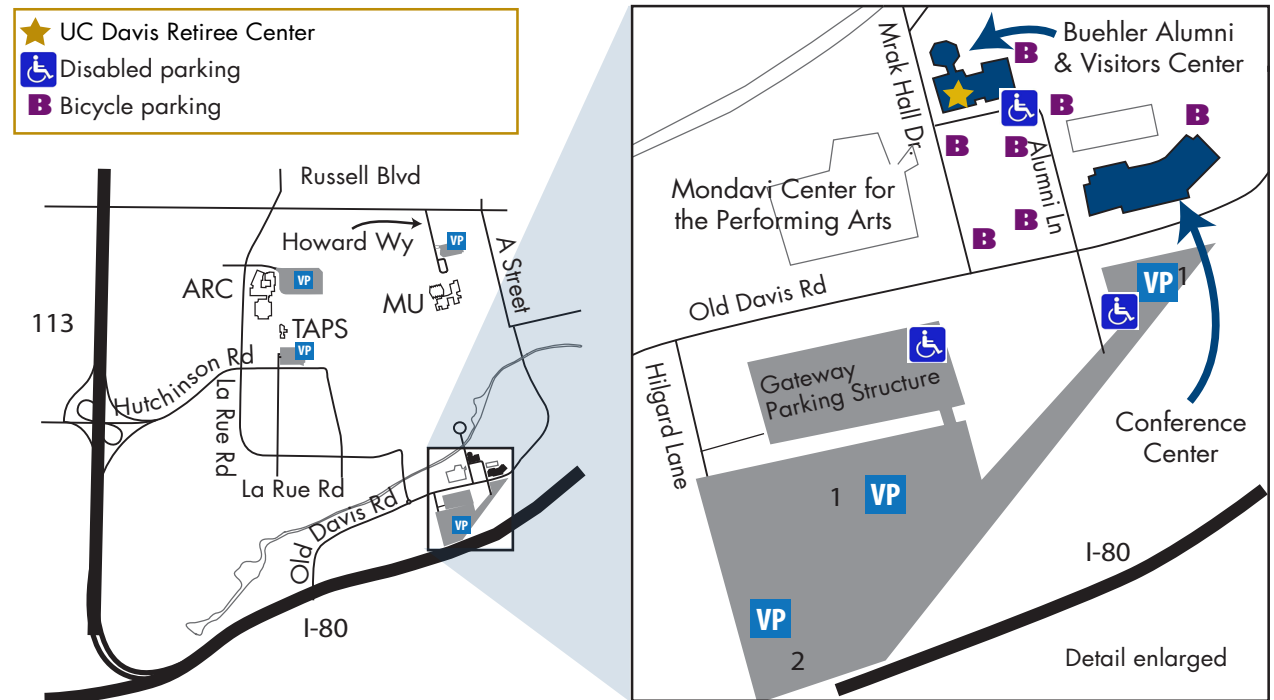 UC Davis Retiree Center
Disabled parking
B Bicycle parking
Russell Blvd
Howard Wy
VP
A Street
VP
ARC
MU
TAPS
VP
113
Hutchinson Rd
La Rue Rd
La Rue Rd
Old Davis Rd
VP
I-80
Mrak Hall Dr.
Buehler Alumni
& Visitors Center
B
B
B
B
B
B
B
Alumni Ln
Mondavi Center for
the Performing Arts
Old Davis Rd
VP 1
Hilgard Lane
Gateway
Parking Structure
Conference
Center
1 VP
I-80
VP
2
Detail enlarged